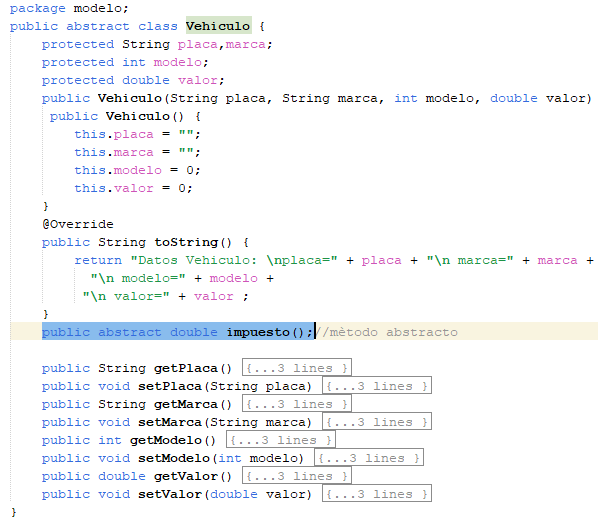 package modelo;
public abstract class Vehiculo {
    protected String placa,marca;
    protected int modelo;
    protected double valor;
    public Vehiculo(String placa, String marca, int modelo, double valor)
     public Vehiculo() {
        this.placa = "";
        this.marca = "";
        this.modelo = 0;
        this.valor = 0;
    }
    @Override
    public String toString() {
        return "Datos Vehiculo: \nplaca=" + placa + "\n marca=" + marca +
          "\n modelo=" + modelo +
         "\n valor=" + valor ;
    }
    public abstract double impuesto();//mètodo abstracto
    public String getPlaca() {...3 lines }
    public void setPlaca(String placa) {...3 lines }
    public String getMarca() {...3 lines }
    public void setMarca(String marca) {...3 lines }
    public int getModelo() {...3 lines }
    public void setModelo(int modelo) {...3 lines }
    public double getValor() {...3 lines }
    public void setValor(double valor) {...3 lines }
}